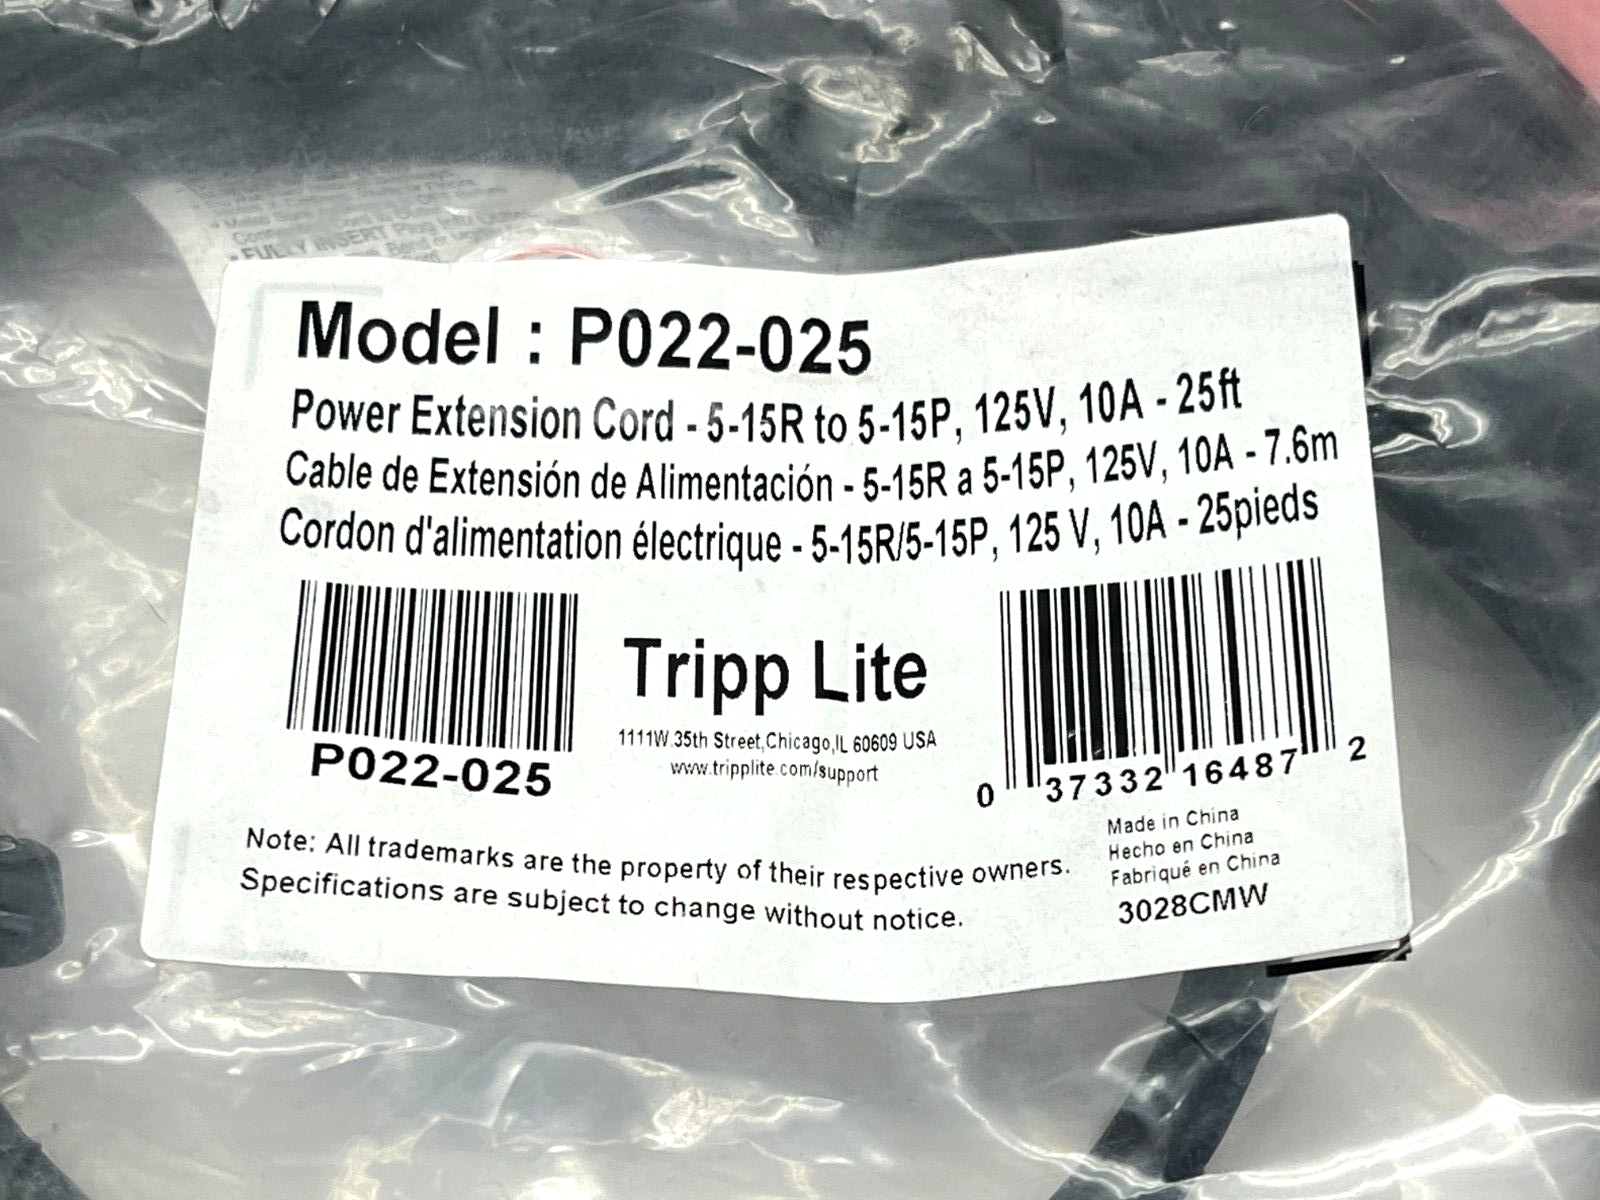 FULLY INSERT Plug
Model : P022-025
Power Extension Cord - 5-15R to 5-15P, 125V, 10A - 25ft
Cable de Extensión de Alimentación - 5-15R a 5-15P, 125V, 10A - 7.6m
Cordon d'alimentation électrique - 5-15R/5-15P, 125 V, 10A - 25pieds
P022-025
Tripp Lite
1111W.35th Street,Chicago,IL 60609 USA
www.tripplite.com/support
0 37332 16487 2
Made in China
Hecho en China
Fabriqué en China
3028CMW
Note: All trademarks are the property of their respective owners.
Specifications are subject to change without notice.